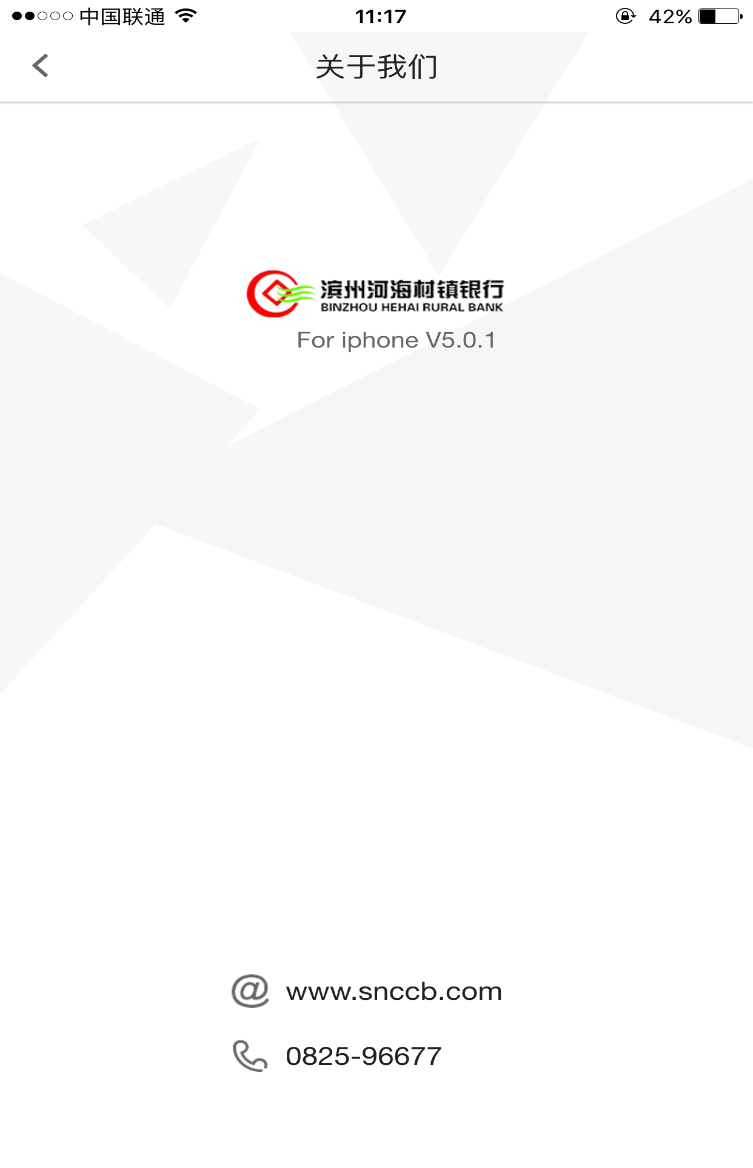 中国联通 11:17 42%
关于我们
滨州河海村镇银行
BINZHOU HEHAI RURAL BANK
For iphone V5.0.1
@ www.snccb.com
0825-96677